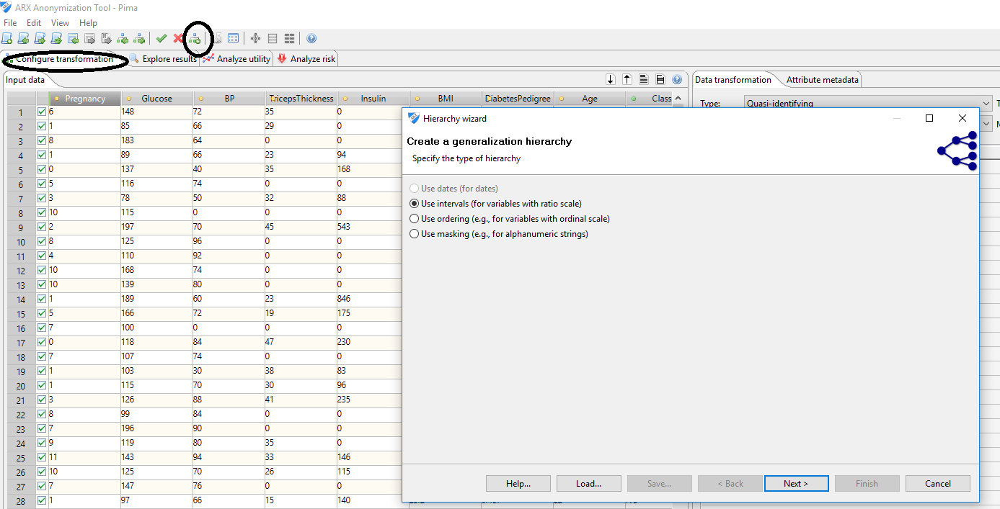 ARX Anonymization Tool - Pima
File Edit View Help
Configure transformation Explore results Analyze utility Analyze risk
Input data Data transformation Attribute metadata
Pregnancy Glucose BP TricepsThickness Insulin BMI DiabetesPedigree Age Class
Type: Quasi-identifying
1 6 148 72 35 0
2 1 85 66 29 0
3 8 183 64 0 0
4 1 89 66 23 94
5 0 137 40 35 168
6 5 116 74 0 0
7 3 78 50 32 88
8 10 115 0 0 0
9 2 197 70 45 543
10 8 125 96 0 0
11 4 110 92 0 0
12 10 168 74 0 0
13 10 139 80 0 0
14 1 189 60 23 846
15 5 166 72 19 175
16 7 100 0 0 0
17 0 118 84 47 230
18 7 107 74 0 0
19 1 103 30 38 83
20 1 115 70 30 96
21 3 126 88 41 235
22 8 99 84 0 0
23 7 196 90 0 0
24 9 119 80 35 0
25 11 143 94 33 146
26 10 125 70 26 115
27 7 147 76 0 0
28 1 97 66 15 140
Hierarchy wizard
Create a generalization hierarchy
Specify the type of hierarchy
Use dates (for dates)
Use intervals (for variables with ratio scale)
Use ordering (e.g., for variables with ordinal scale)
Use masking (e.g., for alphanumeric strings)
Help... Load... Save... < Back Next > Finish Cancel